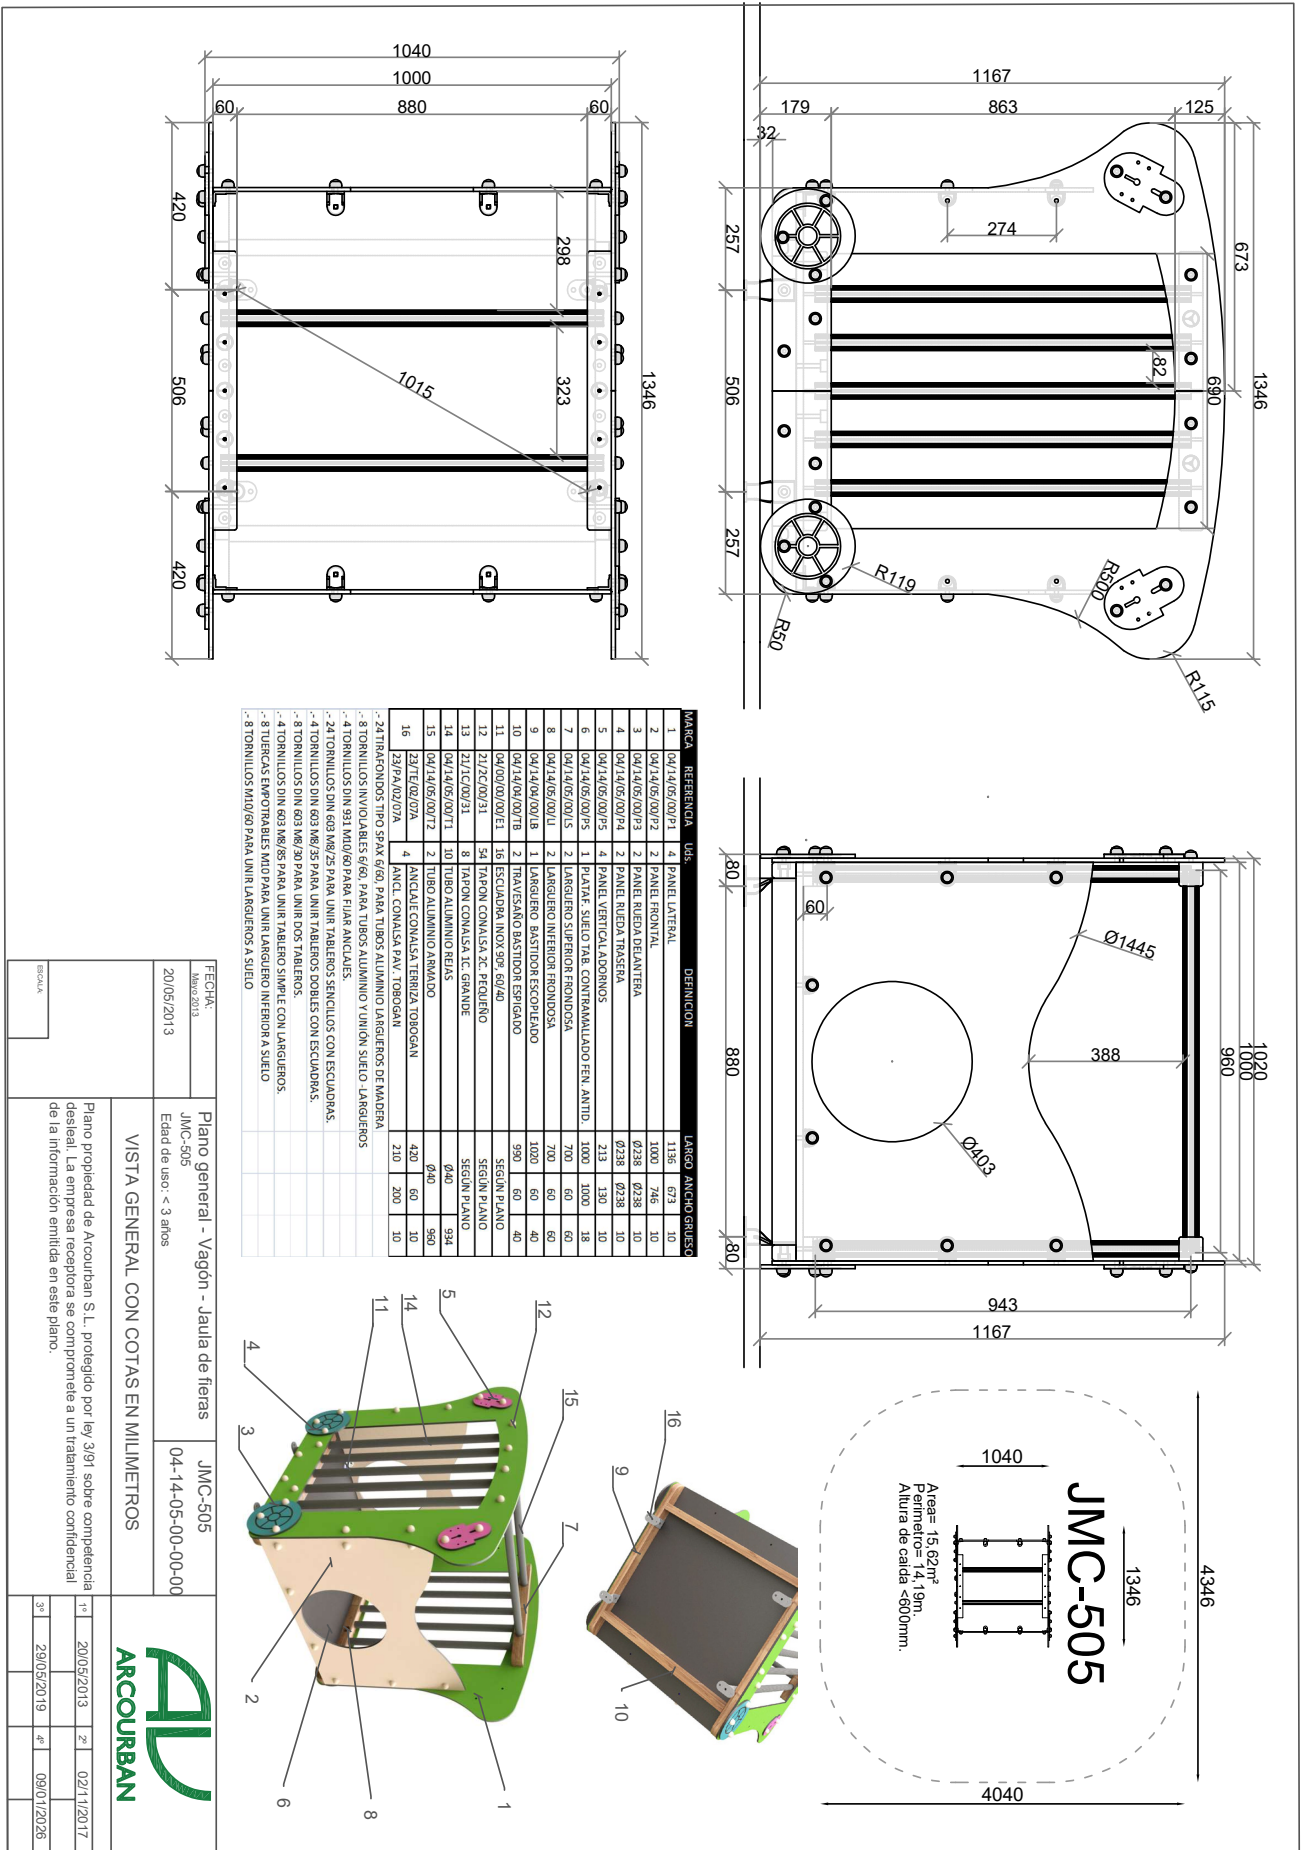 1040
1000
60
880
60
420
506
420
1346
298
323
1015
1167
179
863
125
32
257
506
257
274
82
690
673
1346
R119
R50
R500
R115
80
880
80
60
Ø1445
388
Ø403
960
1000
1020
943
1167
JMC-505
4346
1346
1040
4040
Area= 15,62m²
Perimetro= 14,19m.
Altura de caida <600mm.
MARCA REFERENCIA Uds. DEFINICION LARGO ANCHO GRUESO
1 04/14/05/00/P1 4 PANEL LATERAL 1136 673 10
2 04/14/05/00/P2 2 PANEL FRONTAL 1000 746 10
3 04/14/05/00/P3 2 PANEL RUEDA DELANTERA Ø238 Ø238 10
4 04/14/05/00/P4 2 PANEL RUEDA TRASERA Ø238 Ø238 10
5 04/14/05/00/P5 4 PANEL VERTICAL ADORNOS 213 130 10
6 04/14/05/00/PS 1 PLATAF. SUELO TAB. CONTRAMALLADO FEN. ANTID. 1000 1000 18
7 04/14/05/00/LS 2 LARGUERO SUPERIOR FRONDOSA 700 60 60
8 04/14/05/00/LI 2 LARGUERO INFERIOR FRONDOSA 700 60 60
9 04/14/04/00/LB 1 LARGUERO BASTIDOR ESCOPLEADO 1020 60 40
10 04/14/04/00/TB 2 TRAVESAÑO BASTIDOR ESPIGADO 990 60 40
11 04/00/00/00/E1 16 ESCUADRA INOX 90º, 60/40 SEGÚN PLANO
12 21/2C/00/31 54 TAPON CONALSA 2C. PEQUEÑO SEGÚN PLANO
13 21/1C/00/31 8 TAPON CONALSA 1C. GRANDE SEGÚN PLANO
14 04/14/05/00/T1 10 TUBO ALUMINIO REJAS Ø40 934
15 04/14/05/00/T2 2 TUBO ALUMINIO ARMADO Ø40 960
16 23/TE/02/07A 4 ANCLAJE CONALSA TERRIZA TOBOGAN 420 60 10
23/PA/02/07A ANCL. CONALSA PAV. TOBOGAN 210 200 10
.- 24 TIRAFONDOS TIPO SPAX 6/60, PARA TUBOS ALUMINIO LARGUEROS DE MADERA
.- 8 TORNILLOS INVIOLABLES 6/60, PARA TUBOS ALUMINIO Y UNIÓN SUELO -LARGUEROS
.- 4 TORNILLOS DIN 931 M10/60 PARA FIJAR ANCLAJES.
.- 24 TORNILLOS DIN 603 M8/25 PARA UNIR TABLEROS SENCILLOS CON ESCUADRAS.
.- 4 TORNILLOS DIN 603 M8/35 PARA UNIR TABLEROS DOBLES CON ESCUADRAS.
.- 8 TORNILLOS DIN 603 M8/30 PARA UNIR DOS TABLEROS.
.- 4 TORNILLOS DIN 603 M8/85 PARA UNIR TABLERO SIMPLE CON LARGUEROS.
.- 8 TUERCAS EMPOTRABLES M10 PARA UNIR LARGUERO INFERIOR A SUELO
.- 8 TORNILLOS M10/60 PARA UNIR LARGUEROS A SUELO
12
5
14
11
4
3
15
7
16
9
10
2
6
8
1
FECHA:
Mayo 2013
20/05/2013
ESCALA:
Plano general - Vagón - Jaula de fieras
JMC-505
Edad de uso: < 3 años
JMC-505
04-14-05-00-00-00
VISTA GENERAL CON COTAS EN MILIMETROS
Plano propiedad de Arcourban S.L. protegido por ley 3/91 sobre competencia
desleal. La empresa receptora se compromete a un tratamiento confidencial
de la información emitida en este plano.
ARCOURBAN
1º 20/05/2013 2º 02/11/2017
3º 29/05/2019 4º 09/01/2026